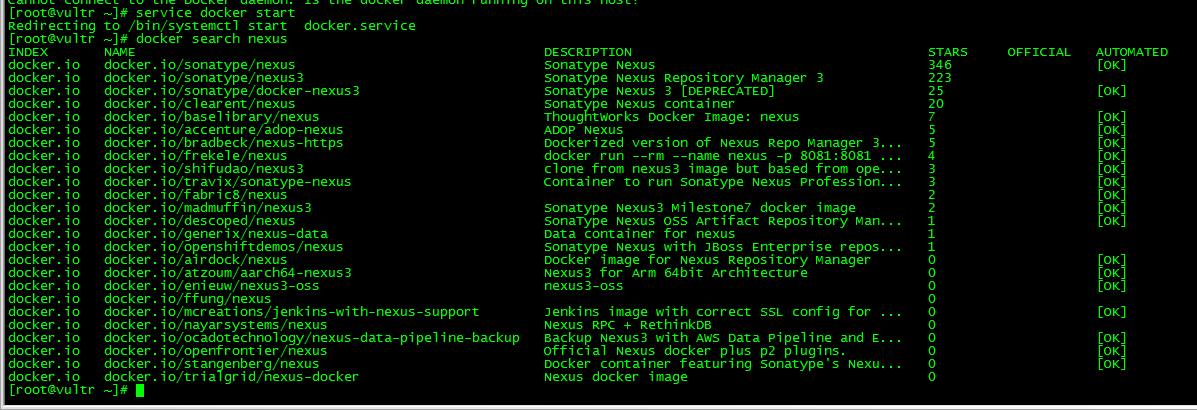 Cannot connect to the Docker daemon. Is the docker daemon running on this host?
[root@vultr ~]# service docker start
Redirecting to /bin/systemctl start  docker.service
[root@vultr ~]# docker search nexus
INDEX NAME DESCRIPTION STARS OFFICIAL AUTOMATED
docker.io docker.io/sonatype/nexus Sonatype Nexus 346 [OK]
docker.io docker.io/sonatype/nexus3 Sonatype Nexus Repository Manager 3 223
docker.io docker.io/sonatype/docker-nexus3 Sonatype Nexus 3 [DEPRECATED] 25 [OK]
docker.io docker.io/clearent/nexus Sonatype Nexus container 20
docker.io docker.io/baselibrary/nexus ThoughtWorks Docker Image: nexus 7 [OK]
docker.io docker.io/accenture/adop-nexus ADOP Nexus 5 [OK]
docker.io docker.io/bradbeck/nexus-https Dockerized version of Nexus Repo Manager 3... 5 [OK]
docker.io docker.io/frekele/nexus docker run --rm --name nexus -p 8081:8081 ... 4 [OK]
docker.io docker.io/shifudao/nexus3 clone from nexus3 image but based from ope... 3 [OK]
docker.io docker.io/travix/sonatype-nexus Container to run Sonatype Nexus Profession... 3 [OK]
docker.io docker.io/fabric8/nexus 2 [OK]
docker.io docker.io/madmuffin/nexus3 Sonatype Nexus3 Milestone7 docker image 2 [OK]
docker.io docker.io/descoped/nexus SonaType Nexus OSS Artifact Repository Man... 1 [OK]
docker.io docker.io/generix/nexus-data Data container for nexus 1
docker.io docker.io/openshiftdemos/nexus Sonatype Nexus with JBoss Enterprise repos... 1
docker.io docker.io/airdock/nexus Docker image for Nexus Repository Manager 0 [OK]
docker.io docker.io/atzoum/aarch64-nexus3 Nexus3 for Arm 64bit Architecture 0 [OK]
docker.io docker.io/enieuw/nexus3-oss nexus3-oss 0 [OK]
docker.io docker.io/ffung/nexus 0
docker.io docker.io/mcreations/jenkins-with-nexus-support Jenkins image with correct SSL config for ... 0 [OK]
docker.io docker.io/nayarsystems/nexus Nexus RPC + RethinkDB 0
docker.io docker.io/ocadotechnology/nexus-data-pipeline-backup Backup Nexus3 with AWS Data Pipeline and E... 0 [OK]
docker.io docker.io/openfrontier/nexus Official Nexus docker plus p2 plugins. 0 [OK]
docker.io docker.io/stangenberg/nexus Docker container featuring Sonatype's Nexu... 0 [OK]
docker.io docker.io/trialgrid/nexus-docker Nexus docker image 0
[root@vultr ~]#